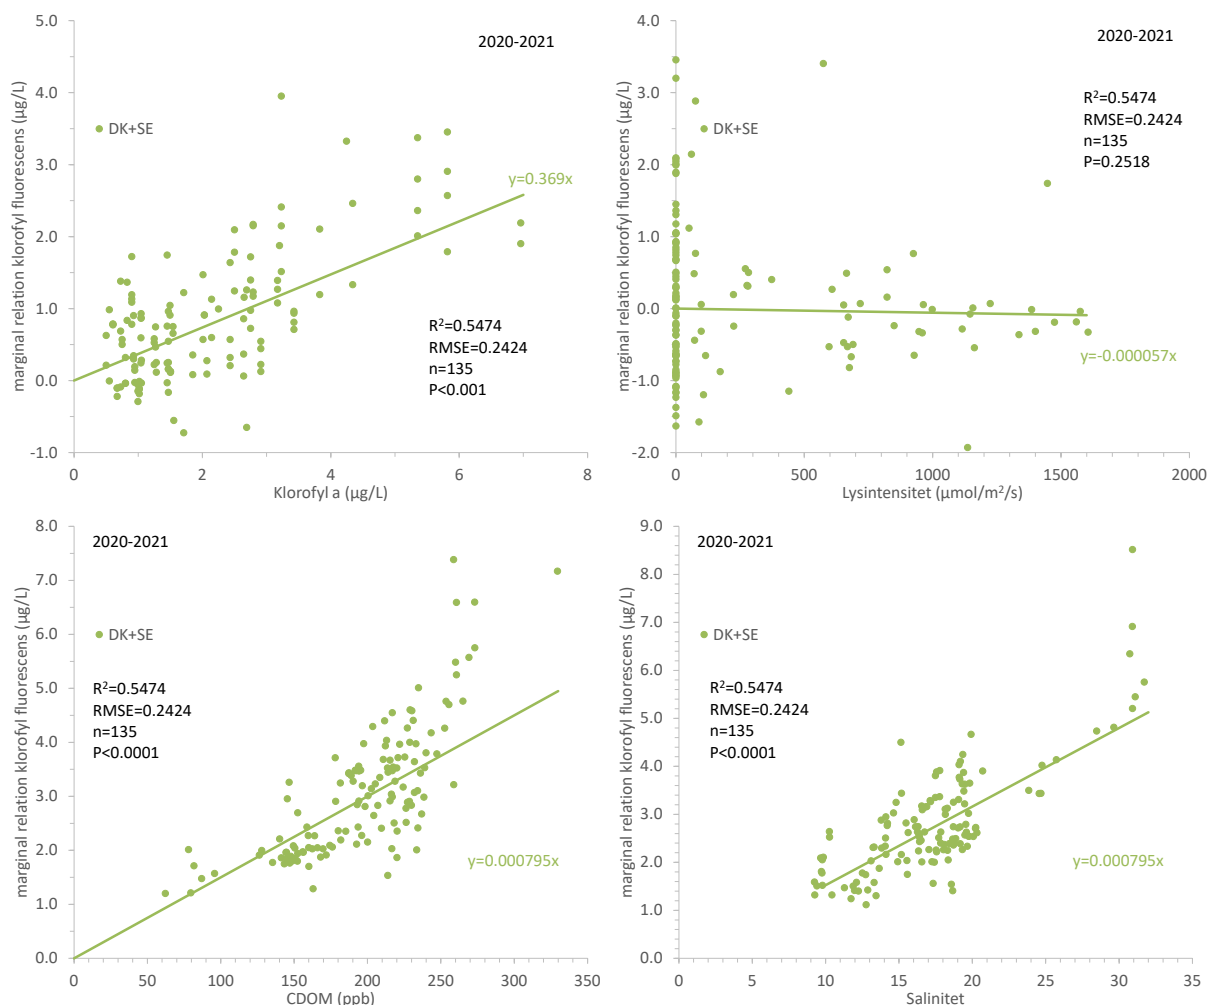 5.0
4.0
3.0
2.0
1.0
0.0
-1.0
marginal relation klorofyl fluorescens (µg/L)
2020-2021
DK+SE
y=0.369x
R²=0.5474
RMSE=0.2424
n=135
P<0.001
0 2 4 6 8
Klorofyl a (µg/L)
4.0
3.0
2.0
1.0
0.0
-1.0
-2.0
marginal relation klorofyl fluorescens (µg/L)
2020-2021
R²=0.5474
RMSE=0.2424
n=135
P=0.2518
DK+SE
y=-0.000057x
0 500 1000 1500 2000
Lysintensitet (µmol/m²/s)
8.0
7.0
6.0
5.0
4.0
3.0
2.0
1.0
0.0
marginal relation klorofyl fluorescens (µg/L)
2020-2021
DK+SE
R²=0.5474
RMSE=0.2424
n=135
P<0.0001
y=0.000795x
0 50 100 150 200 250 300 350
CDOM (ppb)
9.0
8.0
7.0
6.0
5.0
4.0
3.0
2.0
1.0
0.0
marginal relation klorofyl fluorescens (µg/L)
2020-2021
DK+SE
R²=0.5474
RMSE=0.2424
n=135
P<0.0001
y=0.000795x
0 5 10 15 20 25 30 35
Salinitet